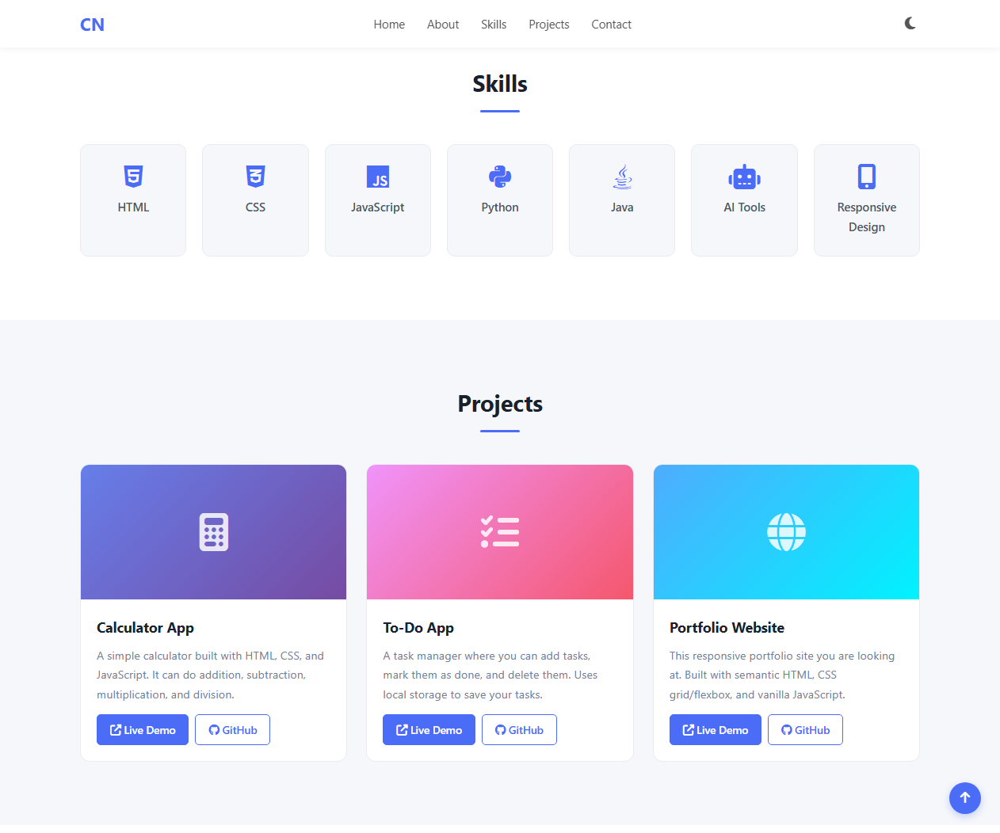 CN
Home About Skills Projects Contact
Skills
HTML
CSS
JS
JavaScript
Python
Java
AI Tools
Responsive
Design
Projects
Calculator App
A simple calculator built with HTML, CSS, and
JavaScript. It can do addition, subtraction,
multiplication, and division.
Live Demo GitHub
To-Do App
A task manager where you can add tasks,
mark them as done, and delete them. Uses
local storage to save your tasks.
Live Demo GitHub
Portfolio Website
This responsive portfolio site you are looking
at. Built with semantic HTML, CSS
grid/flexbox, and vanilla JavaScript.
Live Demo GitHub